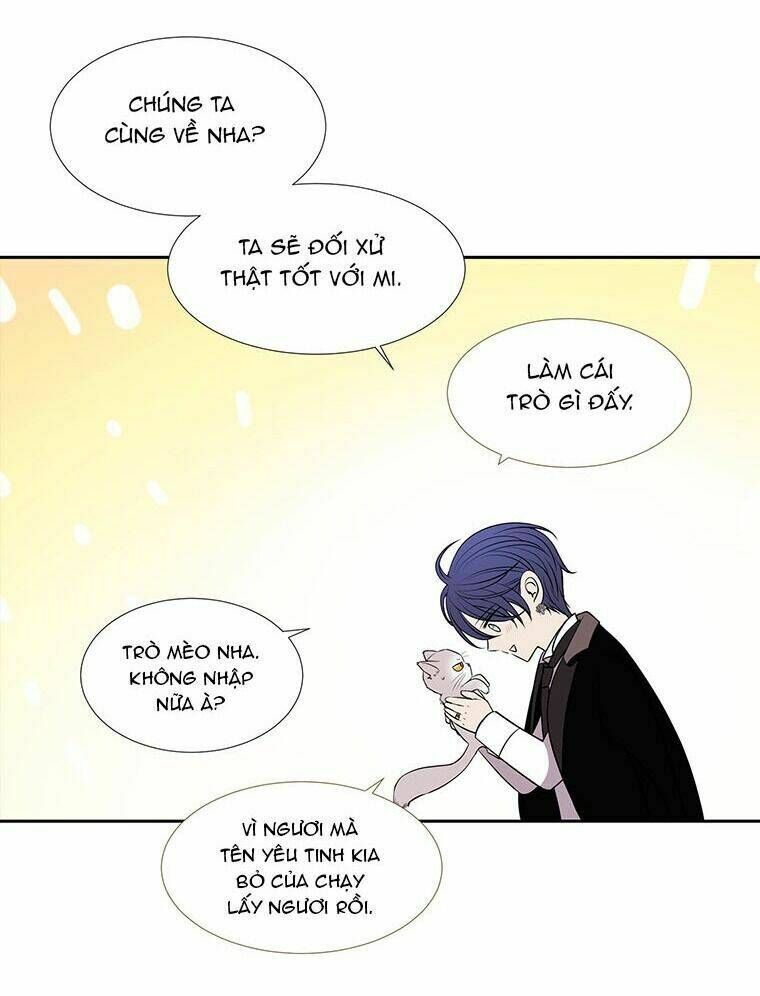 CHÚNG TA
CÙNG VỀ NHA?
TA SẼ ĐỐI XỬ
THẬT TỐT VỚI MI.
LÀM CÁI
TRÒ GÌ ĐẤY.
TRÒ MÈO NHA.
KHÔNG NHẬP
NỮA À?
VÌ NGƯƠI MÀ
TÊN YÊU TINH KIA
BỎ CỦA CHẠY
LẤY NGƯƠI RỒI.